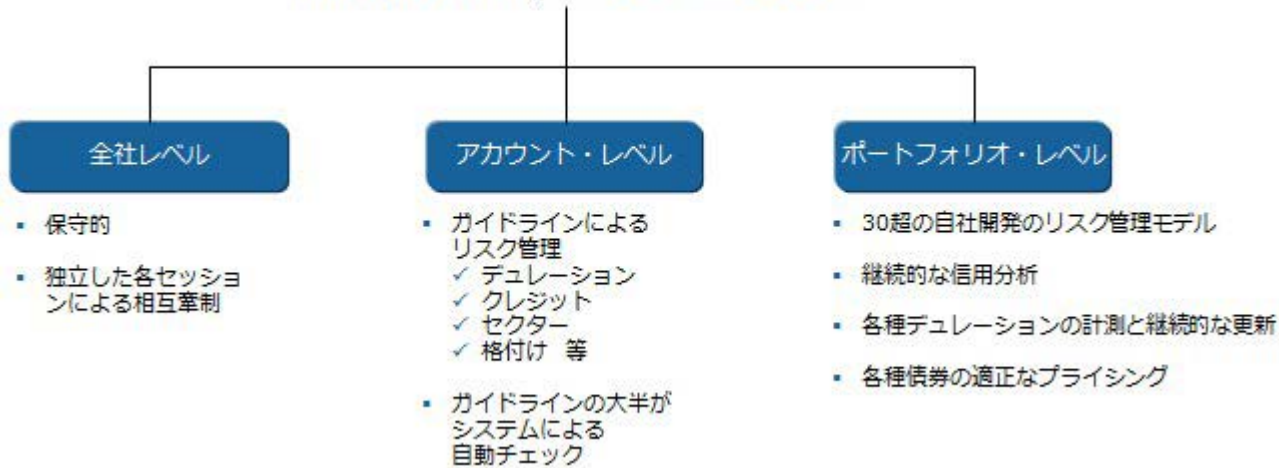 全社レベル
保守的
独立した各セッショ
ンによる相互牽制
アカウント・レベル
ガイドラインによる
リスク管理
✓ デュレーション
✓ クレジット
✓ セクター
✓ 格付け 等
ガイドラインの大半が
システムによる
自動チェック
ポートフォリオ・レベル
30超の自社開発のリスク管理モデル
継続的な信用分析
各種デュレーションの計測と継続的な更新
各種債券の適正なプライシング